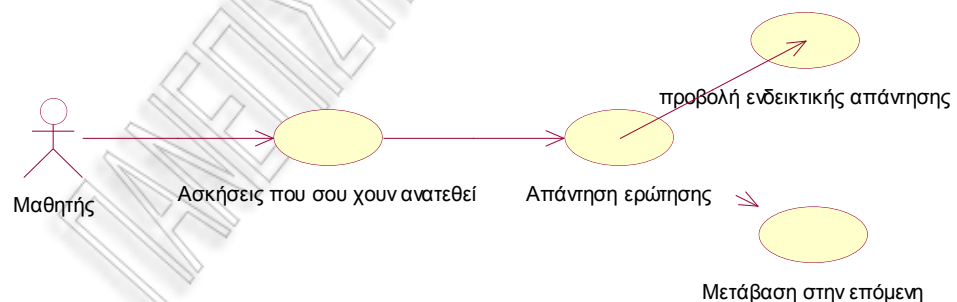 προβολή ενδεικτικής απάντησης
Μαθητής
Ασκήσεις που σου χουν ανατεθεί
Απάντηση ερώτησης
Μετάβαση στην επόμενη